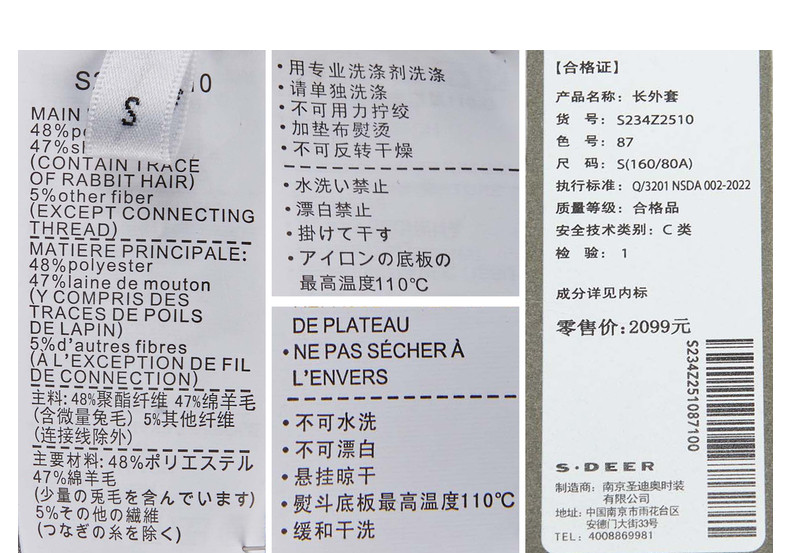 S
MAIN
48%
47%
(CONTAIN TRACE
OF RABBIT HAIR)
5%other fiber
(EXCEPT CONNECTING
THREAD)
MATIERE PRINCIPALE:
48%polyester
47%laine de mouton
(Y COMPRIS DES
TRACES DE POILS
DE LAPIN)
5%d'autres fibres
(À L'EXCEPTION DE FIL
DE CONNECTION)
主料: 48%聚酯纤维 47%绵羊毛
(含微量兔毛) 5%其他纤维
(连接线除外)
主要材料: 48%ポリエステル
47%綿羊毛
(少量の兎毛を含んでいます)
5%その他の繊維
(つなぎの糸を除く)
·用专业洗涤剂洗涤
·请单独洗涤
·不可用力拧绞
·加垫布熨烫
·不可反转干燥
·水洗い禁止
·漂白禁止
·掛けて干す
·アイロンの底板の
最高温度110℃
DE PLATEAU
·NE PAS SÉCHER À
L'ENVERS
·不可水洗
·不可漂白
·悬挂晾干
·熨斗底板最高温度110℃
·缓和干洗
【合格证】
产品名称: 长外套
货 号: S234Z2510
色 号: 87
尺 码: S(160/80A)
执行标准: Q/3201 NSDA 002-2022
质量等级: 合格品
安全技术类别: C 类
检 验: 1
成分详见内标
零售价: 2099元
S234Z251087100
S·DEER
制造商: 南京圣迪奥时装
有限公司
地址: 中国南京市雨花台区
安德门大街33号
TEL: 4008869981